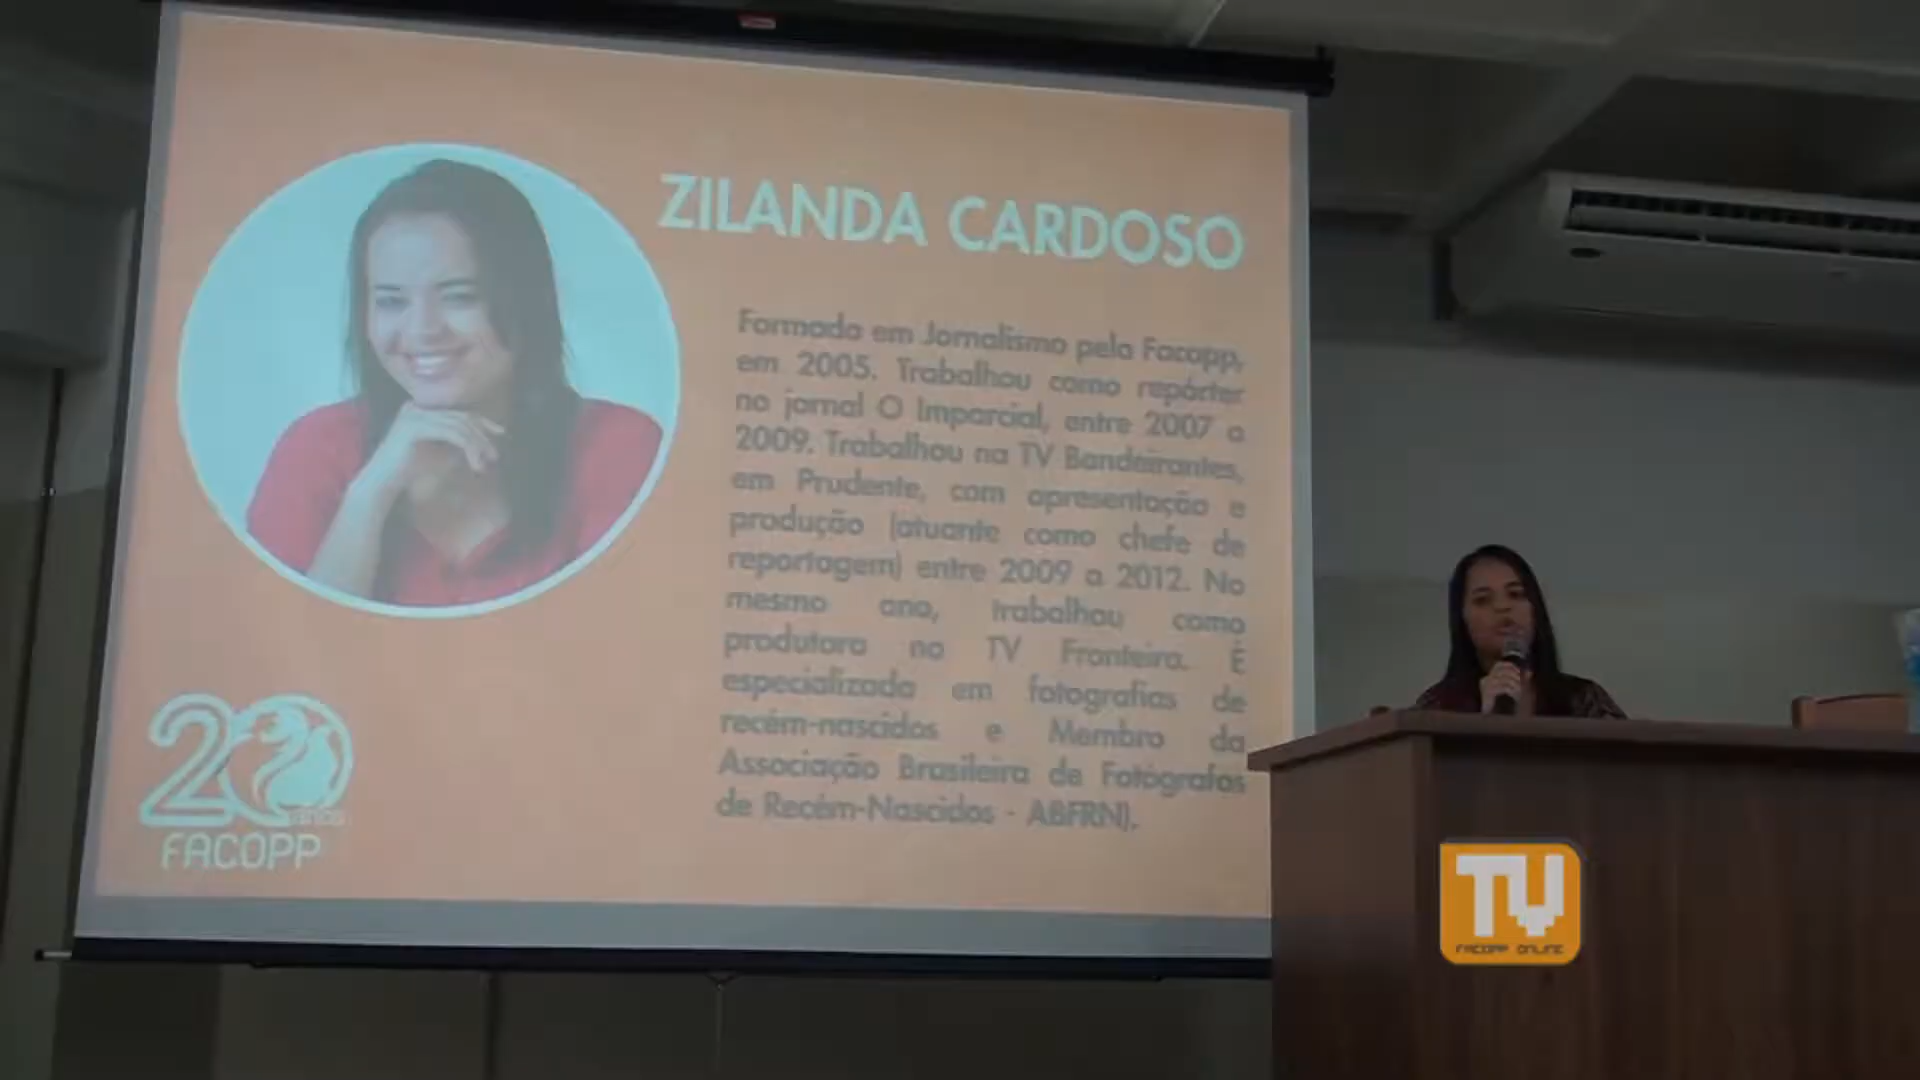 ZILANDA CARDOSO
Formada em Jornalismo pela Facopp,
em 2005. Trabalhou como repórter
no jornal O Imparcial, entre 2007 a
2009. Trabalhou na TV Bandeirantes,
em Prudente, com apresentação e
produção (atuante como chefe de
reportagem) entre 2009 a 2012. No
mesmo ano, trabalhou como
produtora na TV Fronteira. É
especializada em fotografias de
recém-nascidos e Membro da
Associação Brasileira de Fotógrafos
de Recém-Nascidos - ABFRN).
20
anos
FACOPP
TV
FACOPP ONLINE